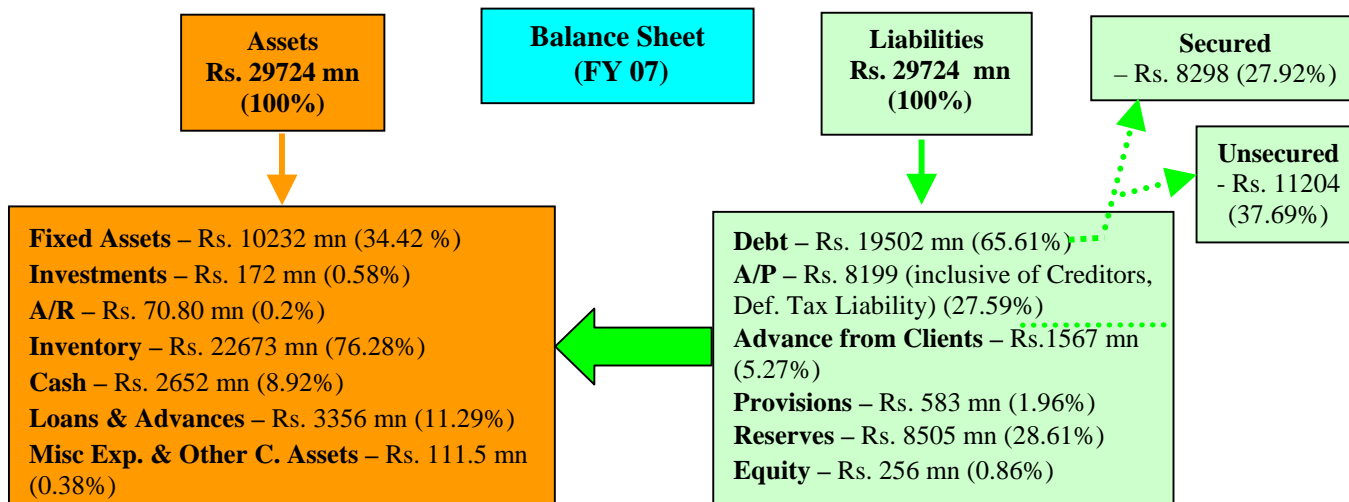 Assets
Rs. 29724 mn
(100%)
Balance Sheet
(FY 07)
Liabilities
Rs. 29724 mn
(100%)
Secured
– Rs. 8298 (27.92%)
Unsecured
- Rs. 11204
(37.69%)
Fixed Assets – Rs. 10232 mn (34.42 %)
Investments – Rs. 172 mn (0.58%)
A/R – Rs. 70.80 mn (0.2%)
Inventory – Rs. 22673 mn (76.28%)
Cash – Rs. 2652 mn (8.92%)
Loans & Advances – Rs. 3356 mn (11.29%)
Misc Exp. & Other C. Assets – Rs. 111.5 mn
(0.38%)
Debt – Rs. 19502 mn (65.61%)
A/P – Rs. 8199 (inclusive of Creditors,
Def. Tax Liability) (27.59%)
Advance from Clients – Rs.1567 mn
(5.27%)
Provisions – Rs. 583 mn (1.96%)
Reserves – Rs. 8505 mn (28.61%)
Equity – Rs. 256 mn (0.86%)